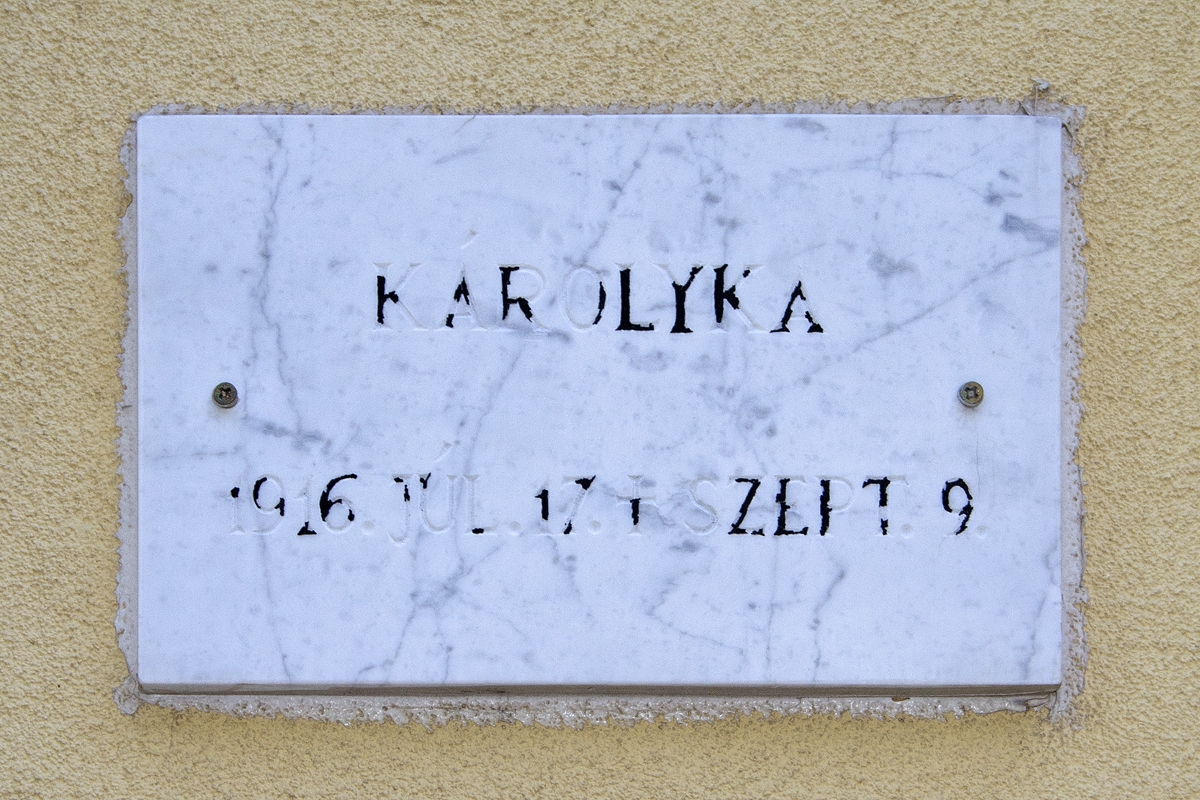 KÁROLYKA
1916. JÚL. 17. † SZEPT. 9.